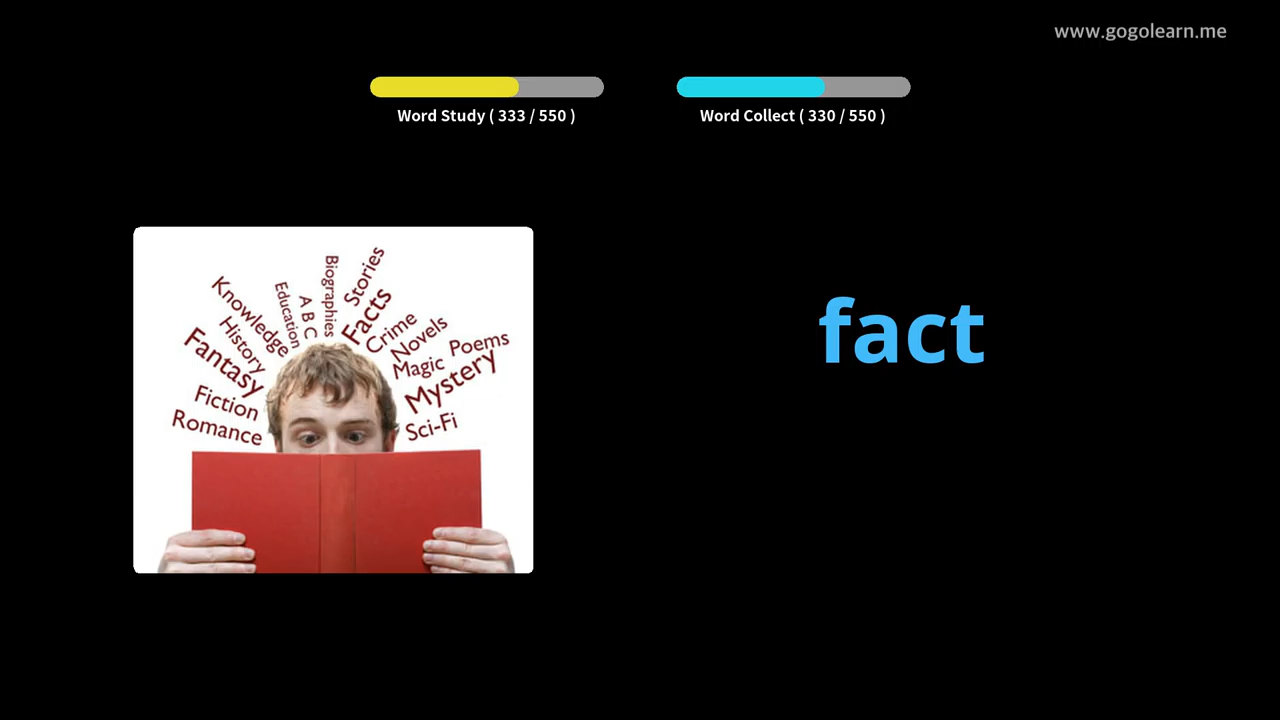 www.gogolearn.me
Word Study ( 333 / 550 )
Word Collect ( 330 / 550 )
Romance
Fiction
Fantasy
History
Knowledge
Education
A B C
Biographies
Stories
Facts
Crime
Novels
Magic
Poems
Mystery
Sci-Fi
fact